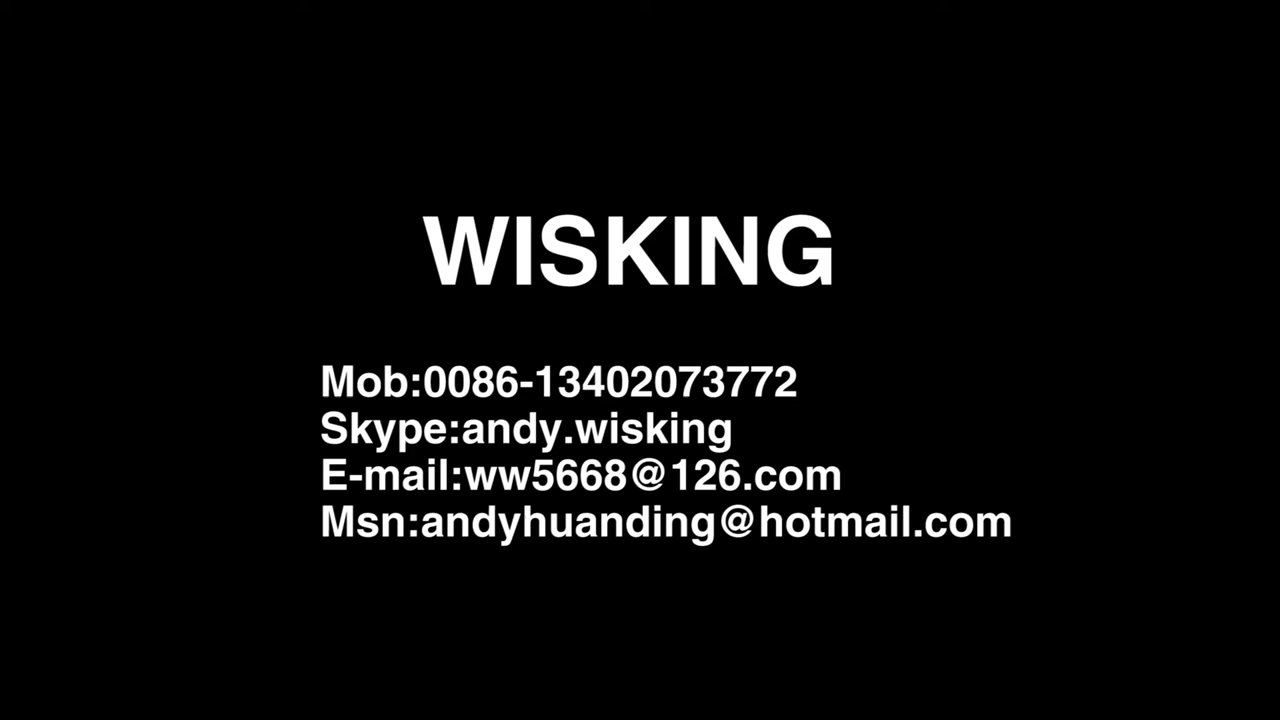 WISKING
Mob:0086-13402073772
Skype:andy.wisking
E-mail:ww5668@126.com
Msn:andyhuanding@hotmail.com